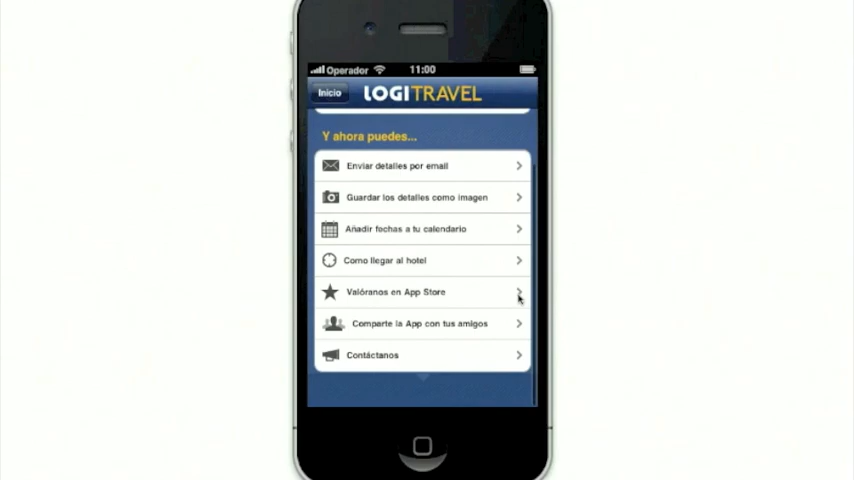 Operador 11:00
Inicio LOGITRAVEL
Y ahora puedes...
Enviar detalles por email
Guardar los detalles como imagen
Añadir fechas a tu calendario
Como llegar al hotel
Valóranos en App Store
Comparte la App con tus amigos
Contáctanos